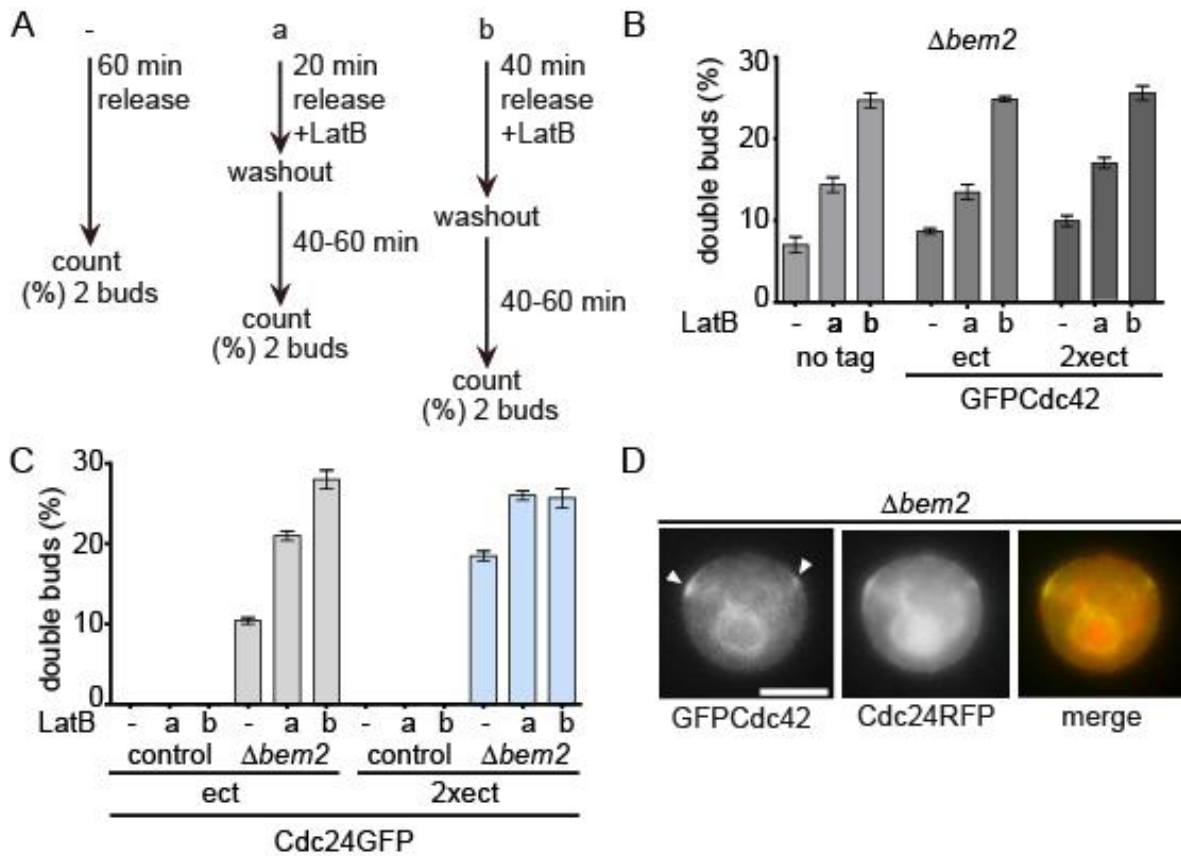 A
- a b
60 min release
20 min release +LatB
40 min release +LatB
washout
washout
40-60 min
40-60 min
count (%) 2 buds
count (%) 2 buds
count (%) 2 buds
B
Δbem2
double buds (%)
30
20
10
0
LatB - a b - a b - a b
no tag ect 2xect
GFPCdc42
C
double buds (%)
30
20
10
0
LatB - a b - a b - a b - a b
control Δbem2 control Δbem2
ect 2xect
Cdc24GFP
D
Δbem2
GFPCdc42 Cdc24RFP merge